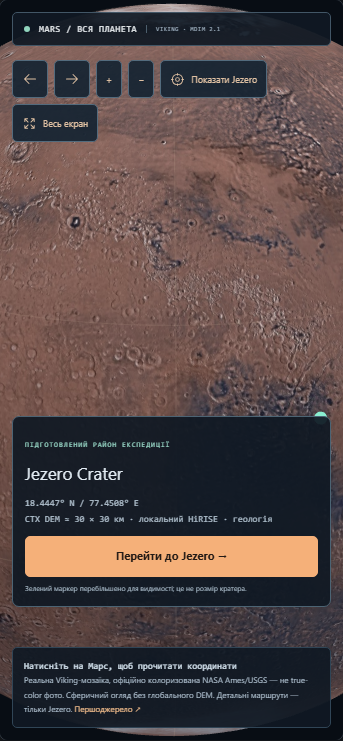 MARS / ВСЯ ПЛАНЕТА | VIKING · MDIM 2.1
← → + − Показати Jezero
Весь екран
ПІДГОТОВЛЕНИЙ РАЙОН ЕКСПЕДИЦІЇ
Jezero Crater
18.4447° N / 77.4508° E
CTX DEM ≈ 30 × 30 км · локальний HiRISE · геологія
Перейти до Jezero →
Зелений маркер перебільшено для видимості; це не розмір кратера.
Натисніть на Марс, щоб прочитати координати
Реальна Viking-мозаїка, офіційно колоризована NASA Ames/USGS — не true-
color фото. Сферичний огляд без глобального DEM. Детальні маршрути —
тільки Jezero. Першоджерело ↗